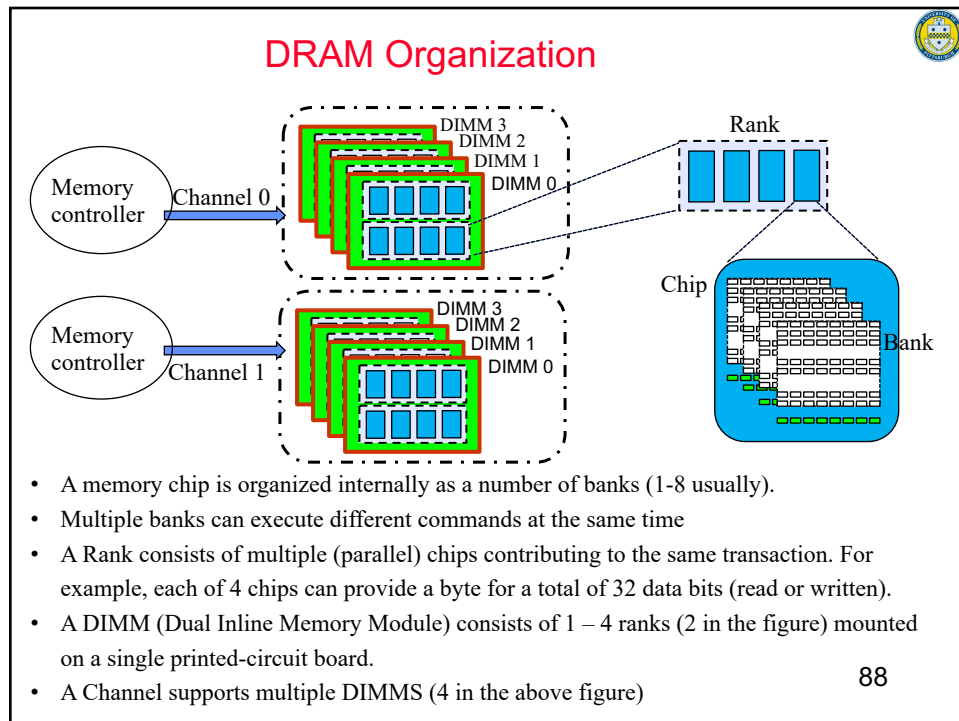 DRAM Organization
Memory
controller
Channel 0
DIMM 3
DIMM 2
DIMM 1
DIMM 0
Rank
Chip
Bank
Memory
controller
Channel 1
DIMM 3
DIMM 2
DIMM 1
DIMM 0
• A memory chip is organized internally as a number of banks (1-8 usually).
• Multiple banks can execute different commands at the same time
• A Rank consists of multiple (parallel) chips contributing to the same transaction. For
example, each of 4 chips can provide a byte for a total of 32 data bits (read or written).
• A DIMM (Dual Inline Memory Module) consists of 1 – 4 ranks (2 in the figure) mounted
on a single printed-circuit board.
• A Channel supports multiple DIMMS (4 in the above figure)
88